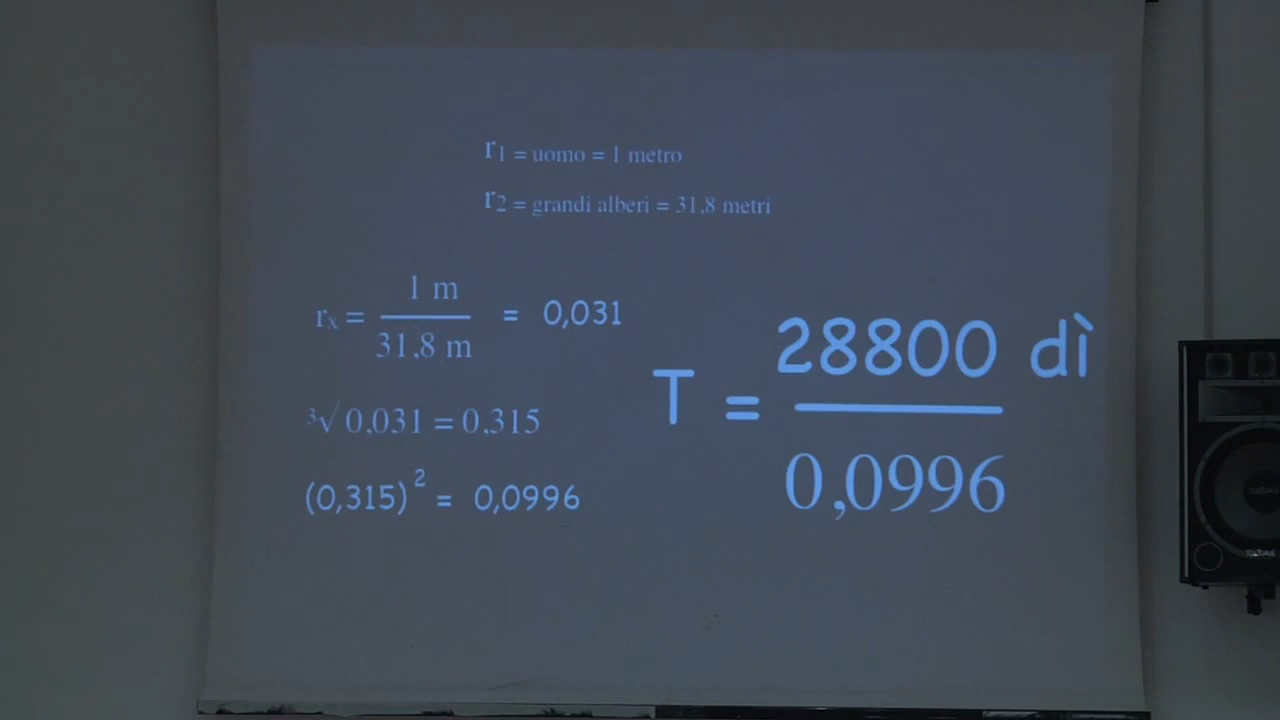 r1 = uomo = 1 metro
r2 = grandi alberi = 31,8 metri
rx = 1 m / 31,8 m = 0,031
³√ 0,031 = 0,315
(0,315)² = 0,0996
T = 28800 dì / 0,0996